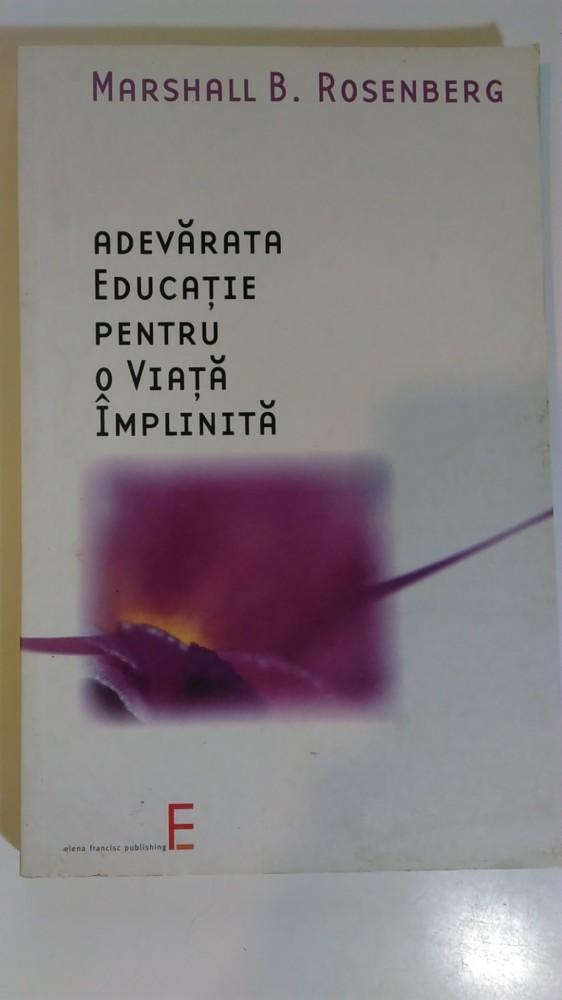 MARSHALL B. ROSENBERG
ADEVĂRATA
EDUCAȚIE
PENTRU
O VIAȚĂ
ÎMPLINITĂ
elena francisc publishing
E